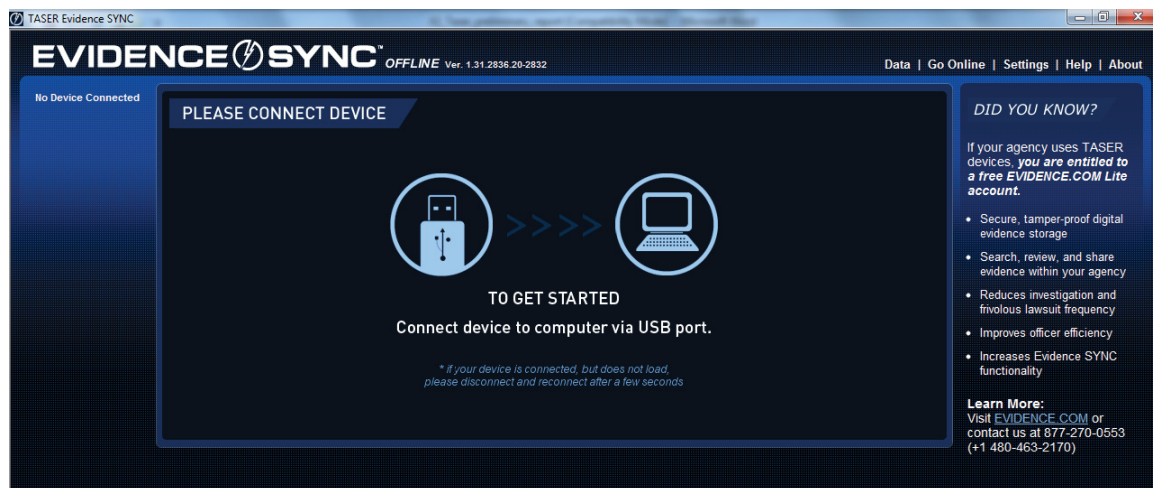 TASER Evidence SYNC
EVIDENCE SYNC™ OFFLINE Ver. 1.31.2836.20-2832
Data | Go Online | Settings | Help | About
No Device Connected
PLEASE CONNECT DEVICE
TO GET STARTED
Connect device to computer via USB port.
* if your device is connected, but does not load,
please disconnect and reconnect after a few seconds
DID YOU KNOW?
If your agency uses TASER
devices, you are entitled to
a free EVIDENCE.COM Lite
account.
• Secure, tamper-proof digital
evidence storage
• Search, review, and share
evidence within your agency
• Reduces investigation and
frivolous lawsuit frequency
• Improves officer efficiency
• Increases Evidence SYNC
functionality
Learn More:
Visit EVIDENCE.COM or
contact us at 877-270-0553
(+1 480-463-2170)